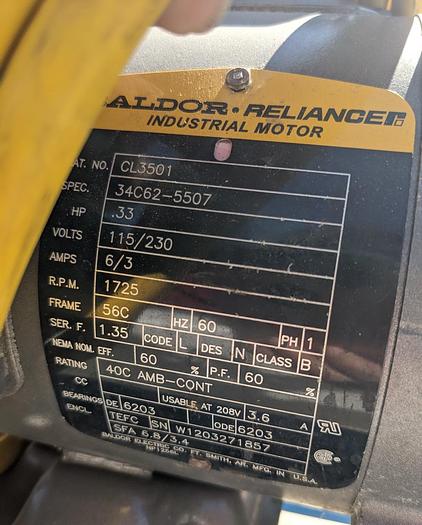 BALDOR • RELIANCE
INDUSTRIAL MOTOR
CAT. NO. CL3501
SPEC. 34C62-5507
HP .33
VOLTS 115/230
AMPS 6/3
R.P.M. 1725
FRAME 56C HZ 60 PH 1
SER. F. 1.35 CODE L DES N CLASS B
NEMA NOM. EFF. 60 % P.F. 60 %
RATING 40C AMB-CONT
CC USABLE AT 208V 3.6 A
BEARINGS DE 6203 ODE 6203
ENCL TEFC SN W1203271857
SFA 6.8/3.4
BALDOR ELECTRIC CO. FT. SMITH, AR. MFG. IN U.S.A.